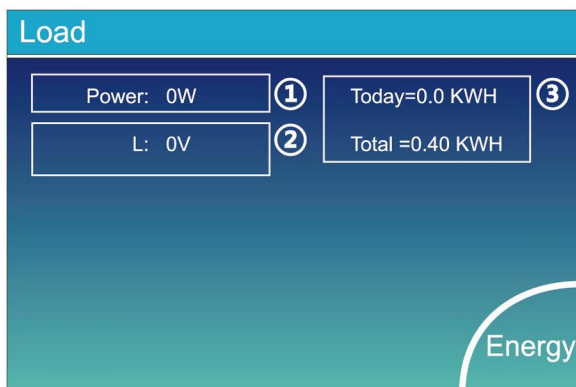 Load
Power: 0W ①
L: 0V ②
Today=0.0 KWH ③
Total =0.40 KWH
Energy